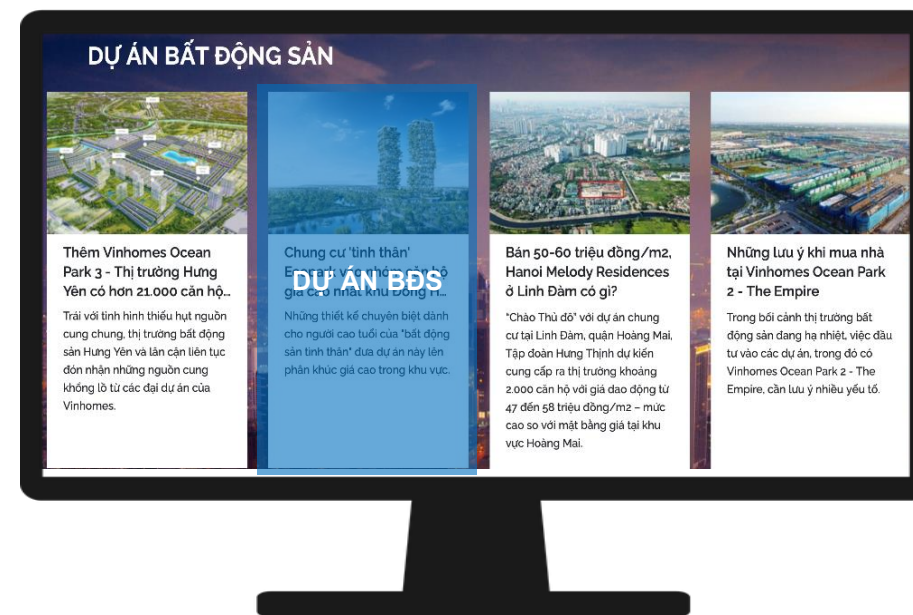 DỰ ÁN BẤT ĐỘNG SẢN
Thêm Vinhomes Ocean
Park 3 - Thị trường Hưng
Yên có hơn 21.000 căn hộ...
Trái với tình hình thiếu hụt nguồn
cung chung, thị trường bất động
sản Hưng Yên và lân cận liên tục
đón nhận những nguồn cung
khổng lồ từ các đại dự án của
Vinhomes.
Chung cư 'tinh thần'
giá cao nhất khu Đông H...
DỰ ÁN BĐS
Những thiết kế chuyên biệt dành
cho người cao tuổi của "bất động
sản tinh thần" đưa dự án này lên
phân khúc giá cao trong khu vực.
Bán 50-60 triệu đồng/m2,
Hanoi Melody Residences
ở Linh Đàm có gì?
"Chào Thủ đô" với dự án chung
cư tại Linh Đàm, quận Hoàng Mai,
Tập đoàn Hưng Thịnh dự kiến
cung cấp ra thị trường khoảng
2.000 căn hộ với giá dao động từ
47 đến 58 triệu đồng/m2 – mức
cao so với mặt bằng giá tại khu
vực Hoàng Mai.
Những lưu ý khi mua nhà
tại Vinhomes Ocean Park
2 - The Empire
Trong bối cảnh thị trường bất
động sản đang hạ nhiệt, việc đầu
tư vào các dự án, trong đó có
Vinhomes Ocean Park 2 - The
Empire, cần lưu ý nhiều yếu tố.